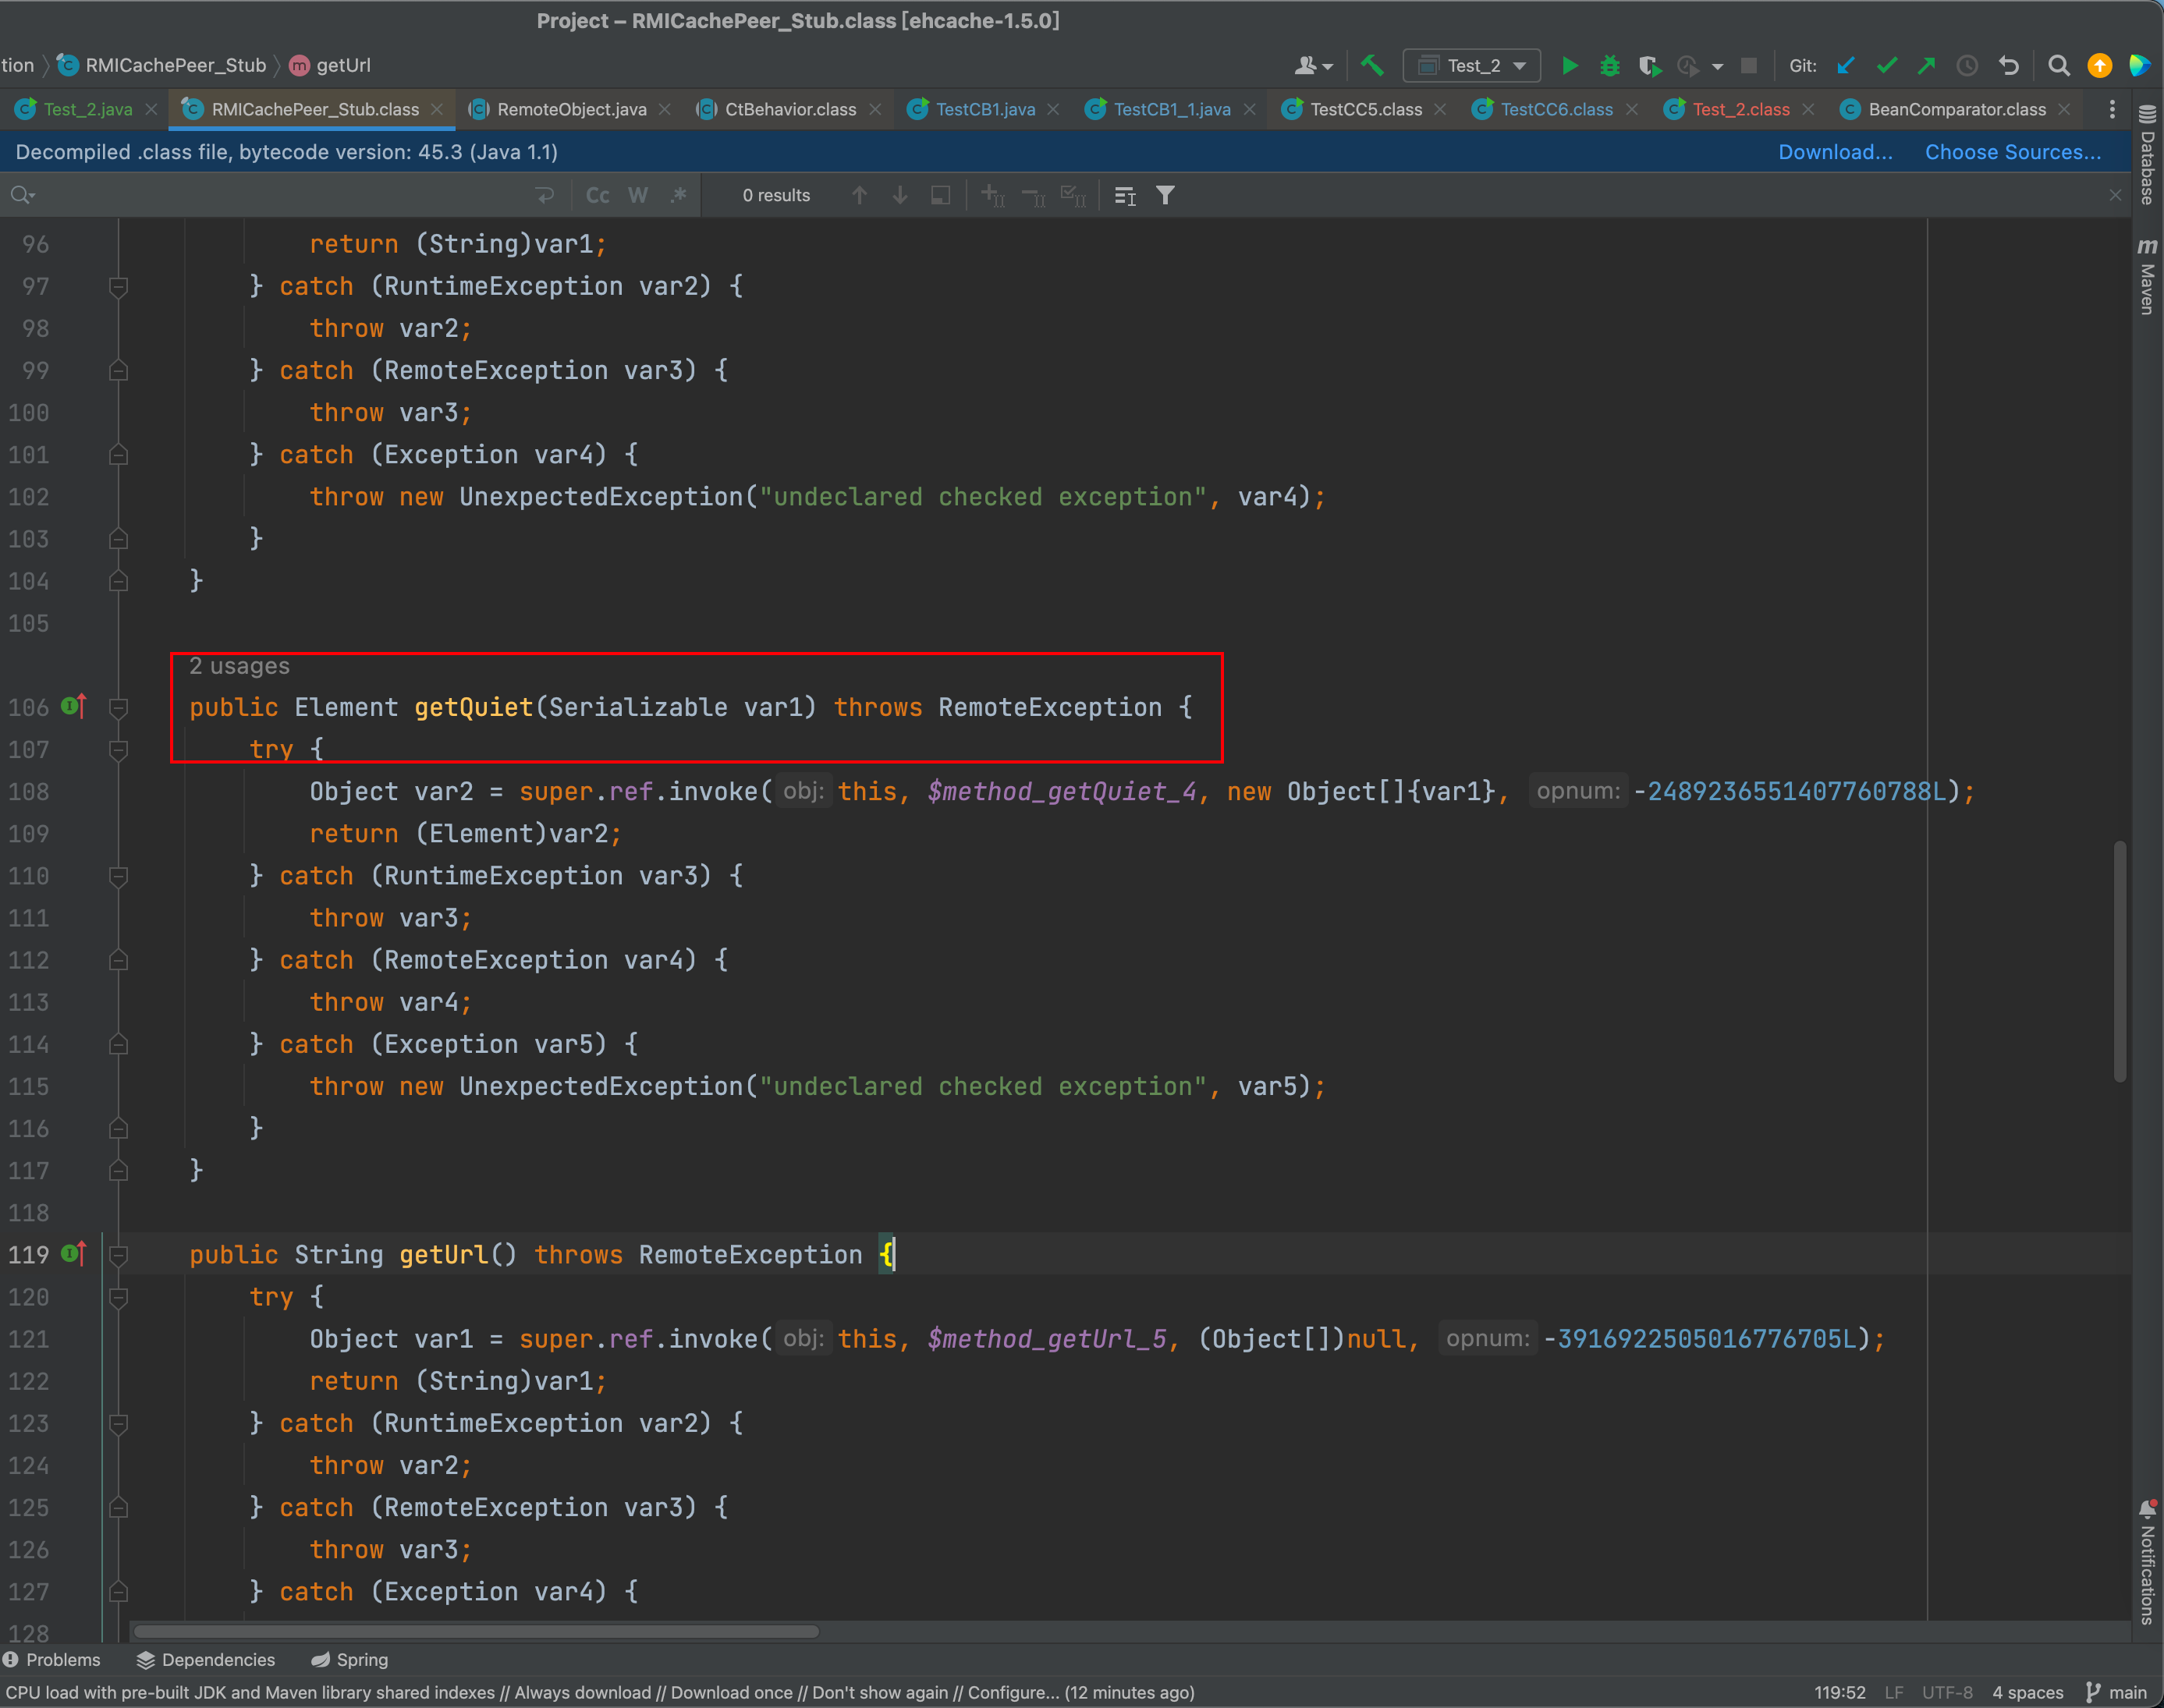 Project – RMICachePeer_Stub.class [ehcache-1.5.0]
tion RMICachePeer_Stub getUrl Test_2 Git:
Test_2.java RMICachePeer_Stub.class RemoteObject.java CtBehavior.class TestCB1.java TestCB1_1.java TestCC5.class TestCC6.class Test_2.class BeanComparator.class
Decompiled .class file, bytecode version: 45.3 (Java 1.1) Download... Choose Sources...
Cc W .* 0 results
Database
Maven
Notifications
96 return (String)var1;
97 } catch (RuntimeException var2) {
98 throw var2;
99 } catch (RemoteException var3) {
100 throw var3;
101 } catch (Exception var4) {
102 throw new UnexpectedException("undeclared checked exception", var4);
103 }
104 }
105
2 usages
106 public Element getQuiet(Serializable var1) throws RemoteException {
107 try {
108 Object var2 = super.ref.invoke( obj: this, $method_getQuiet_4, new Object[]{var1}, opnum: -2489236551407760788L);
109 return (Element)var2;
110 } catch (RuntimeException var3) {
111 throw var3;
112 } catch (RemoteException var4) {
113 throw var4;
114 } catch (Exception var5) {
115 throw new UnexpectedException("undeclared checked exception", var5);
116 }
117 }
118
119 public String getUrl() throws RemoteException {
120 try {
121 Object var1 = super.ref.invoke( obj: this, $method_getUrl_5, (Object[])null, opnum: -3916922505016776705L);
122 return (String)var1;
123 } catch (RuntimeException var2) {
124 throw var2;
125 } catch (RemoteException var3) {
126 throw var3;
127 } catch (Exception var4) {
128
Problems Dependencies Spring
CPU load with pre-built JDK and Maven library shared indexes // Always download // Download once // Don't show again // Configure... (12 minutes ago) 119:52 LF UTF-8 4 spaces main